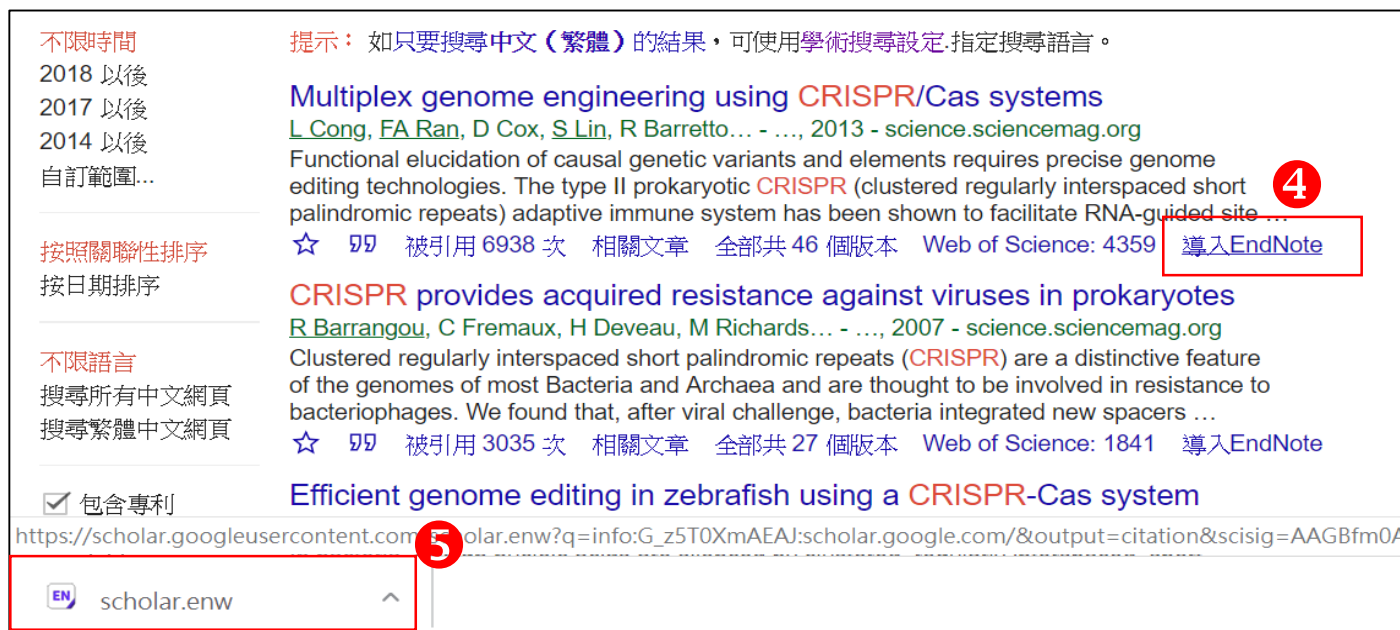 不限時間
2018 以後
2017 以後
2014 以後
自訂範圍...
按照關聯性排序
按日期排序
不限語言
搜尋所有中文網頁
搜尋繁體中文網頁
包含專利
提示： 如只要搜尋中文（繁體）的結果，可使用學術搜尋設定.指定搜尋語言。
Multiplex genome engineering using CRISPR/Cas systems
L Cong, FA Ran, D Cox, S Lin, R Barretto… - …, 2013 - science.sciencemag.org
Functional elucidation of causal genetic variants and elements requires precise genome
editing technologies. The type II prokaryotic CRISPR (clustered regularly interspaced short
palindromic repeats) adaptive immune system has been shown to facilitate RNA-guided site …
4
被引用 6938 次 相關文章 全部共 46 個版本 Web of Science: 4359 導入EndNote
CRISPR provides acquired resistance against viruses in prokaryotes
R Barrangou, C Fremaux, H Deveau, M Richards… - …, 2007 - science.sciencemag.org
Clustered regularly interspaced short palindromic repeats (CRISPR) are a distinctive feature
of the genomes of most Bacteria and Archaea and are thought to be involved in resistance to
bacteriophages. We found that, after viral challenge, bacteria integrated new spacers …
被引用 3035 次 相關文章 全部共 27 個版本 Web of Science: 1841 導入EndNote
Efficient genome editing in zebrafish using a CRISPR-Cas system
https://scholar.googleusercontent.com olar.enw?q=info:G_z5T0XmAEAJ:scholar.google.com/&output=citation&scisig=AAGBfm0A
5
EN
scholar.enw